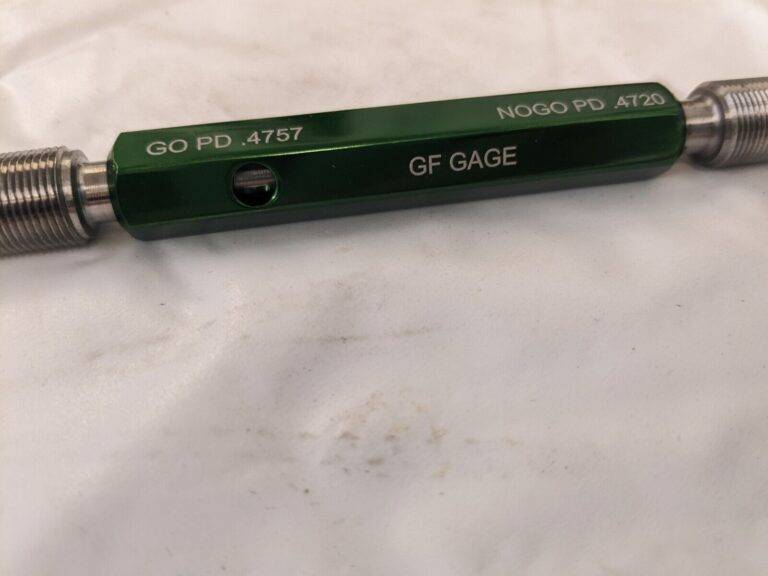 GO PD .4757
NOGO PD .4720
GF GAGE